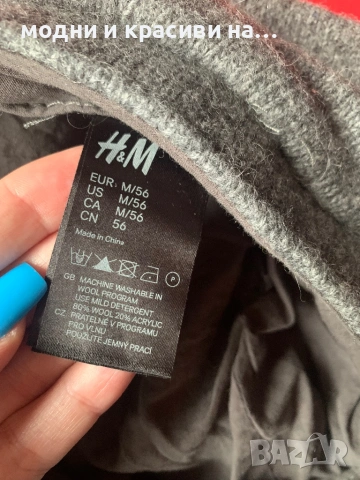 модни и красиви на...
H&M
EUR: M/56
US M/56
CA M/56
CN 56
Made in China
P
GB MACHINE WASHABLE IN
WOOL PROGRAM
USE MILD DETERGENT
80% WOOL 20% ACRYLIC
CZ PRATELNÉ V PROGRAMU
PRO VLNU
POUŽIJTE JEMNÝ PRACÍ
BAZAR